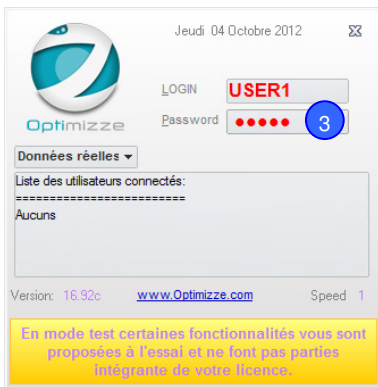 Jeudi 04 Octobre 2012
LOGIN USER1
Optimizze
Password ●●●●● 3
Données réelles
Liste des utilisateurs connectés:
==========================
Aucuns
Version: 16.92c www.Optimizze.com Speed 1
En mode test certaines fonctionnalités vous sont
proposées à l'essai et ne font pas parties
intégrante de votre licence.